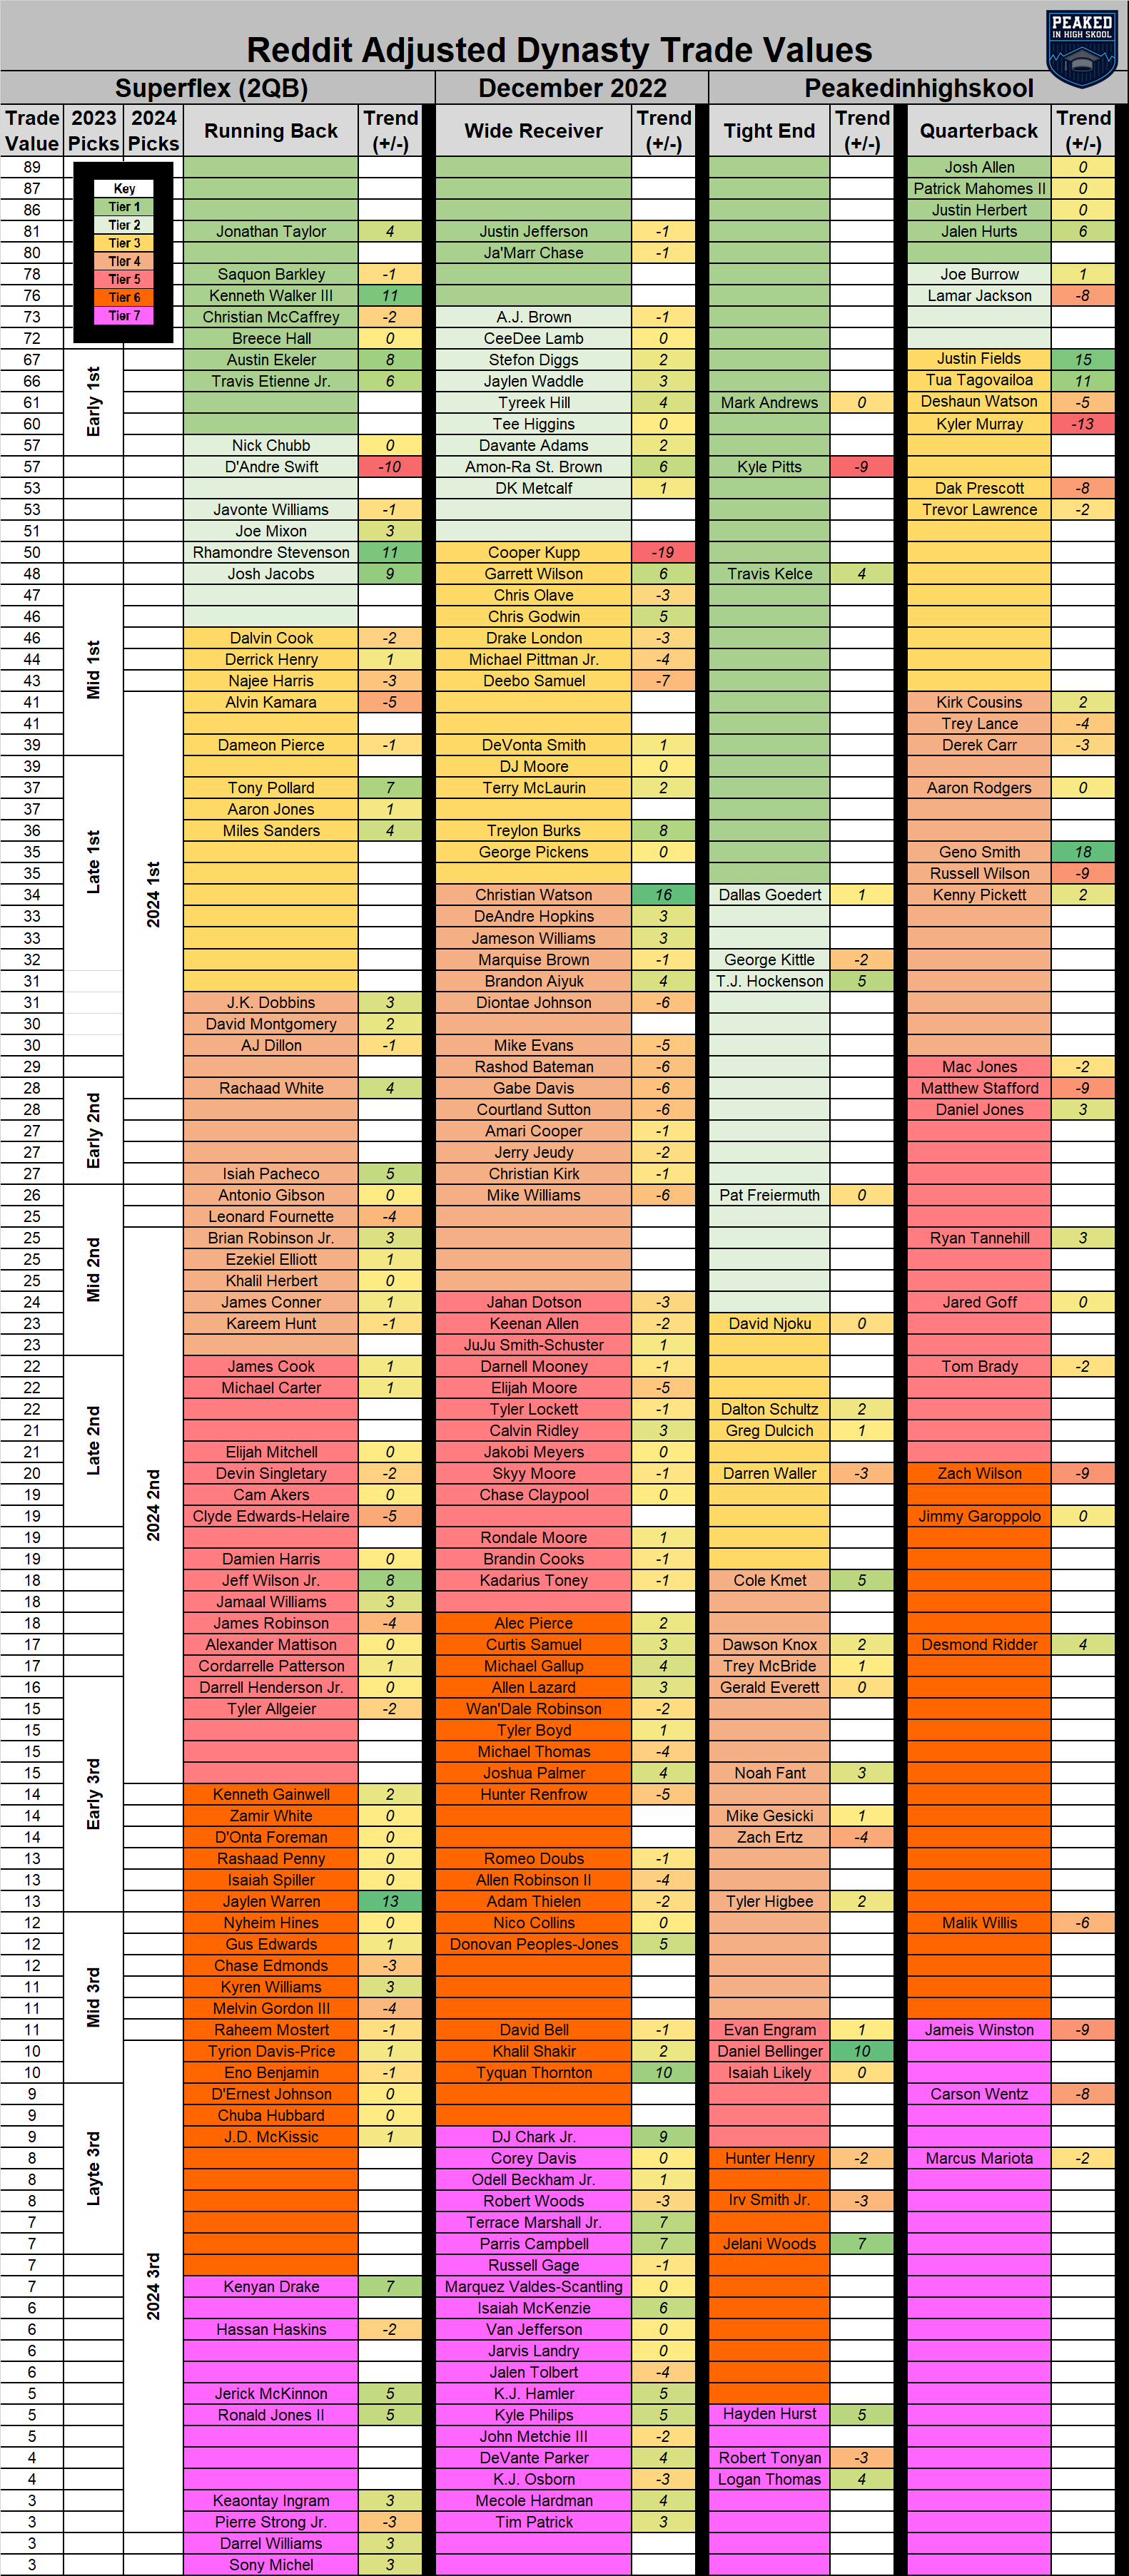 PEAKED
IN HIGH SKOOL
Reddit Adjusted Dynasty Trade Values
Superflex (2QB) December 2022 Peakedinhighskool
Trade Value 2023 Picks 2024 Picks Running Back Trend (+/-) Wide Receiver Trend (+/-) Tight End Trend (+/-) Quarterback Trend (+/-)
Key
Tier 1
Tier 2
Tier 3
Tier 4
Tier 5
Tier 6
Tier 7
Early 1st
Mid 1st
Late 1st
Early 2nd
Mid 2nd
Late 2nd
Early 3rd
Mid 3rd
Layte 3rd
2024 1st
2024 2nd
2024 3rd
89 Josh Allen 0
87 Patrick Mahomes II 0
86 Justin Herbert 0
81 Jonathan Taylor 4 Justin Jefferson -1 Jalen Hurts 6
80 Ja'Marr Chase -1
78 Saquon Barkley -1 Joe Burrow 1
76 Kenneth Walker III 11 Lamar Jackson -8
73 Christian McCaffrey -2 A.J. Brown -1
72 Breece Hall 0 CeeDee Lamb 0
67 Austin Ekeler 8 Stefon Diggs 2 Justin Fields 15
66 Travis Etienne Jr. 6 Jaylen Waddle 3 Tua Tagovailoa 11
61 Tyreek Hill 4 Mark Andrews 0 Deshaun Watson -5
60 Tee Higgins 0 Kyler Murray -13
57 Nick Chubb 0 Davante Adams 2
57 D'Andre Swift -10 Amon-Ra St. Brown 6 Kyle Pitts -9
53 DK Metcalf 1 Dak Prescott -8
53 Javonte Williams -1 Trevor Lawrence -2
51 Joe Mixon 3
50 Rhamondre Stevenson 11 Cooper Kupp -19
48 Josh Jacobs 9 Garrett Wilson 6 Travis Kelce 4
47 Chris Olave -3
46 Chris Godwin 5
46 Dalvin Cook -2 Drake London -3
44 Derrick Henry 1 Michael Pittman Jr. -4
43 Najee Harris -3 Deebo Samuel -7
41 Alvin Kamara -5 Kirk Cousins 2
41 Trey Lance -4
39 Dameon Pierce -1 DeVonta Smith 1 Derek Carr -3
39 DJ Moore 0
37 Tony Pollard 7 Terry McLaurin 2 Aaron Rodgers 0
37 Aaron Jones 1
36 Miles Sanders 4 Treylon Burks 8
35 George Pickens 0 Geno Smith 18
35 Russell Wilson -9
34 Christian Watson 16 Dallas Goedert 1 Kenny Pickett 2
33 DeAndre Hopkins 3
33 Jameson Williams 3
32 Marquise Brown -1 George Kittle -2
31 Brandon Aiyuk 4 T.J. Hockenson 5
31 J.K. Dobbins 3 Diontae Johnson -6
30 David Montgomery 2
30 AJ Dillon -1 Mike Evans -5
29 Rashod Bateman -6 Mac Jones -2
28 Rachaad White 4 Gabe Davis -6 Matthew Stafford -9
28 Courtland Sutton -6 Daniel Jones 3
27 Amari Cooper -1
27 Jerry Jeudy -2
27 Isiah Pacheco 5 Christian Kirk -1
26 Antonio Gibson 0 Mike Williams -6 Pat Freiermuth 0
25 Leonard Fournette -4
25 Brian Robinson Jr. 3 Ryan Tannehill 3
25 Ezekiel Elliott 1
25 Khalil Herbert 0
24 James Conner 1 Jahan Dotson -3 Jared Goff 0
23 Kareem Hunt -1 Keenan Allen -2 David Njoku 0
23 JuJu Smith-Schuster 1
22 James Cook 1 Darnell Mooney -1 Tom Brady -2
22 Michael Carter 1 Elijah Moore -5
22 Tyler Lockett -1 Dalton Schultz 2
21 Calvin Ridley 3 Greg Dulcich 1
21 Elijah Mitchell 0 Jakobi Meyers 0
20 Devin Singletary -2 Skyy Moore -1 Darren Waller -3 Zach Wilson -9
19 Cam Akers 0 Chase Claypool 0
19 Clyde Edwards-Helaire -5 Jimmy Garoppolo 0
19 Rondale Moore 1
19 Damien Harris 0 Brandin Cooks -1
18 Jeff Wilson Jr. 8 Kadarius Toney -1 Cole Kmet 5
18 Jamaal Williams 3
18 James Robinson -4 Alec Pierce 2
17 Alexander Mattison 0 Curtis Samuel 3 Dawson Knox 2 Desmond Ridder 4
17 Cordarrelle Patterson 1 Michael Gallup 4 Trey McBride 1
16 Darrell Henderson Jr. 0 Allen Lazard 3 Gerald Everett 0
15 Tyler Allgeier -2 Wan'Dale Robinson -2
15 Tyler Boyd 1
15 Michael Thomas -4
15 Joshua Palmer 4 Noah Fant 3
14 Kenneth Gainwell 2 Hunter Renfrow -5
14 Zamir White 0 Mike Gesicki 1
14 D'Onta Foreman 0 Zach Ertz -4
13 Rashaad Penny 0 Romeo Doubs -1
13 Isaiah Spiller 0 Allen Robinson II -4
13 Jaylen Warren 13 Adam Thielen -2 Tyler Higbee 2
12 Nyheim Hines 0 Nico Collins 0 Malik Willis -6
12 Gus Edwards 1 Donovan Peoples-Jones 5
12 Chase Edmonds -3
11 Kyren Williams 3
11 Melvin Gordon III -4
11 Raheem Mostert -1 David Bell -1 Evan Engram 1 Jameis Winston -9
10 Tyrion Davis-Price 1 Khalil Shakir 2 Daniel Bellinger 10
10 Eno Benjamin -1 Tyquan Thornton 10 Isaiah Likely 0
9 D'Ernest Johnson 0 Carson Wentz -8
9 Chuba Hubbard 0
9 J.D. McKissic 1 DJ Chark Jr. 9
8 Corey Davis 0 Hunter Henry -2 Marcus Mariota -2
8 Odell Beckham Jr. 1
8 Robert Woods -3 Irv Smith Jr. -3
7 Terrace Marshall Jr. 7
7 Parris Campbell 7 Jelani Woods 7
7 Russell Gage -1
7 Kenyan Drake 7 Marquez Valdes-Scantling 0
6 Isaiah McKenzie 6
6 Hassan Haskins -2 Van Jefferson 0
6 Jarvis Landry 0
6 Jalen Tolbert -4
5 Jerick McKinnon 5 K.J. Hamler 5
5 Ronald Jones II 5 Kyle Philips 5 Hayden Hurst 5
5 John Metchie III -2
4 DeVante Parker 4 Robert Tonyan -3
4 K.J. Osborn -3 Logan Thomas 4
3 Keaontay Ingram 3 Mecole Hardman 4
3 Pierre Strong Jr. -3 Tim Patrick 3
3 Darrel Williams 3
3 Sony Michel 3